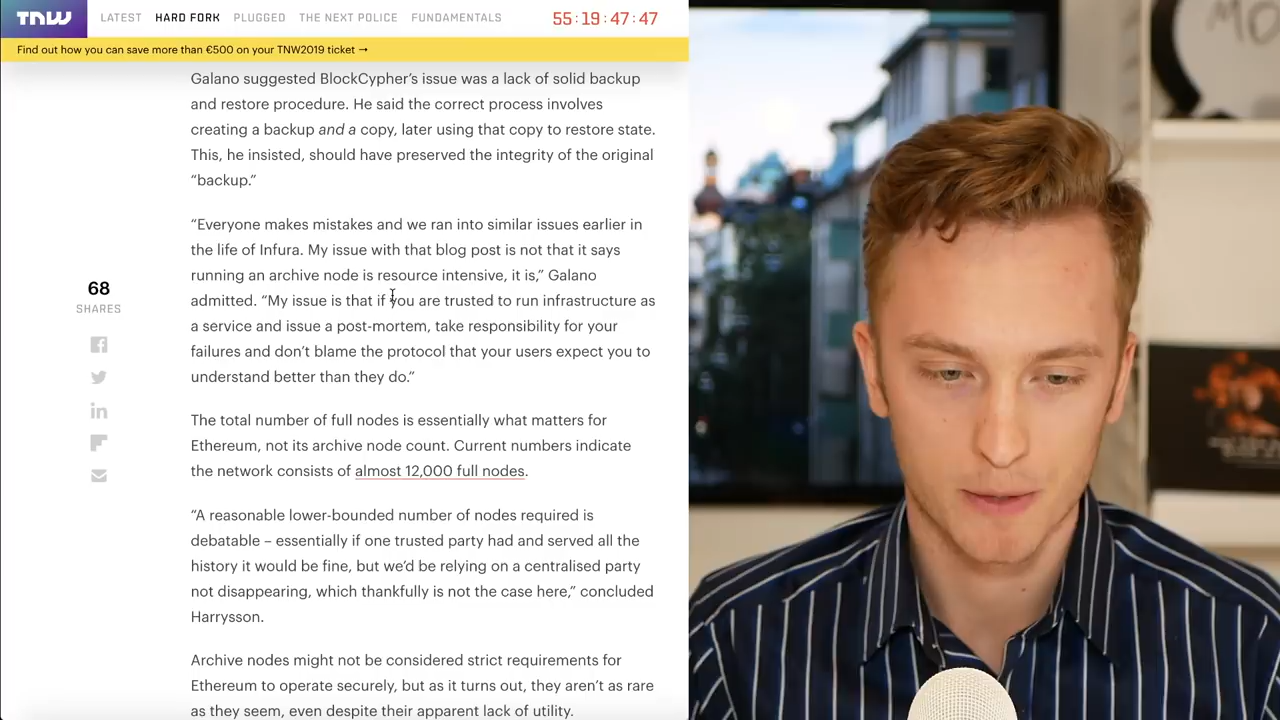 TNW LATEST HARD FORK PLUGGED THE NEXT POLICE FUNDAMENTALS 55:19:47:47
Find out how you can save more than €500 on your TNW2019 ticket →
Galano suggested BlockCypher’s issue was a lack of solid backup
and restore procedure. He said the correct process involves
creating a backup and a copy, later using that copy to restore state.
This, he insisted, should have preserved the integrity of the original
“backup.”
“Everyone makes mistakes and we ran into similar issues earlier in
the life of Infura. My issue with that blog post is not that it says
running an archive node is resource intensive, it is,” Galano
admitted. “My issue is that if you are trusted to run infrastructure as
a service and issue a post-mortem, take responsibility for your
failures and don’t blame the protocol that your users expect you to
understand better than they do.”
68
SHARES
The total number of full nodes is essentially what matters for
Ethereum, not its archive node count. Current numbers indicate
the network consists of almost 12,000 full nodes.
“A reasonable lower-bounded number of nodes required is
debatable – essentially if one trusted party had and served all the
history it would be fine, but we’d be relying on a centralised party
not disappearing, which thankfully is not the case here,” concluded
Harrysson.
Archive nodes might not be considered strict requirements for
Ethereum to operate securely, but as it turns out, they aren’t as rare
as they seem, even despite their apparent lack of utility.